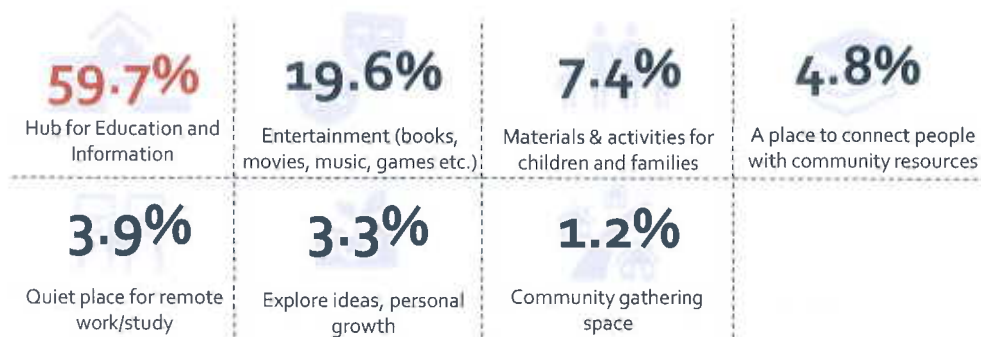 59.7%
Hub for Education and
Information
19.6%
Entertainment (books,
movies, music, games etc.)
7.4%
Materials & activities for
children and families
4.8%
A place to connect people
with community resources
3.9%
Quiet place for remote
work/study
3.3%
Explore ideas, personal
growth
1.2%
Community gathering
space